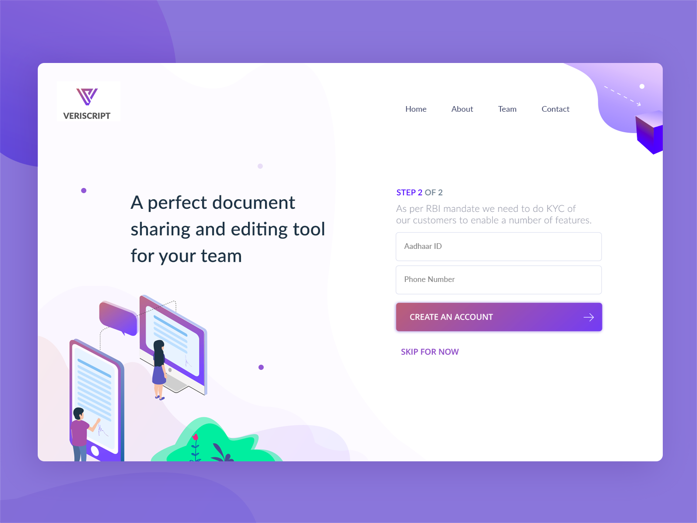 VERISCRIPT
Home
About
Team
Contact
A perfect document
sharing and editing tool
for your team
STEP 2 OF 2
As per RBI mandate we need to do KYC of
our customers to enable a number of features.
Aadhaar ID
Phone Number
CREATE AN ACCOUNT
SKIP FOR NOW